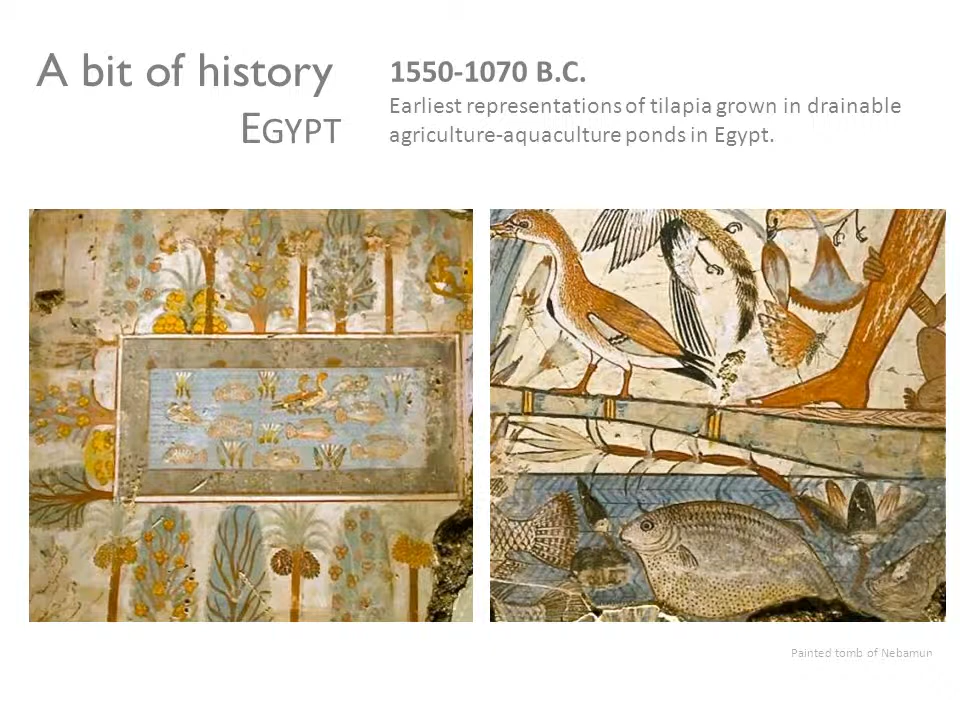 A bit of history
EGYPT
1550-1070 B.C.
Earliest representations of tilapia grown in drainable
agriculture-aquaculture ponds in Egypt.
Painted tomb of Nebamun